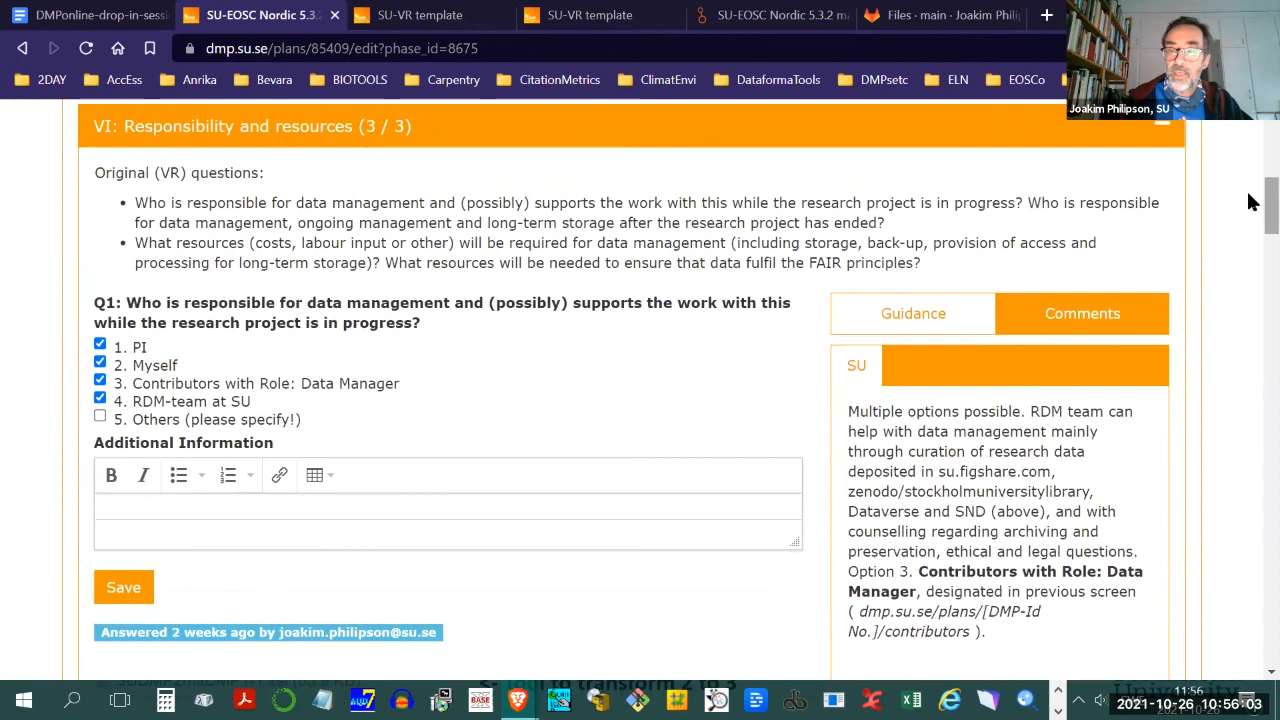 DMPonline-drop-in-sessi
SU-EOSC Nordic 5.3.2
SU-VR template
SU-VR template
SU-EOSC Nordic 5.3.2 ma
Files · main · Joakim Phili
dmp.su.se/plans/85409/edit?phase_id=8675
2DAY
AccEss
Anrika
Bevara
BIOTOOLS
Carpentry
CitationMetrics
ClimatEnvi
DataformaTools
DMPsetc
ELN
EOSCo
Joakim Philipson, SU
VI: Responsibility and resources (3 / 3)
Original (VR) questions:
• Who is responsible for data management and (possibly) supports the work with this while the research project is in progress? Who is responsible
for data management, ongoing management and long-term storage after the research project has ended?
• What resources (costs, labour input or other) will be required for data management (including storage, back-up, provision of access and
processing for long-term storage)? What resources will be needed to ensure that data fulfil the FAIR principles?
Q1: Who is responsible for data management and (possibly) supports the work with this
while the research project is in progress?
1. PI
2. Myself
3. Contributors with Role: Data Manager
4. RDM-team at SU
5. Others (please specify!)
Additional Information
B I
Save
Answered 2 weeks ago by joakim.philipson@su.se
Guidance
Comments
SU
Multiple options possible. RDM team can
help with data management mainly
through curation of research data
deposited in su.figshare.com,
zenodo/stockholmuniversitylibrary,
Dataverse and SND (above), and with
counselling regarding archiving and
preservation, ethical and legal questions.
Option 3. Contributors with Role: Data
Manager, designated in previous screen
( dmp.su.se/plans/[DMP-Id
No.]/contributors ).
<- Tool to transform 2 to 3
University
11:56
2021-10-26 10:56:03